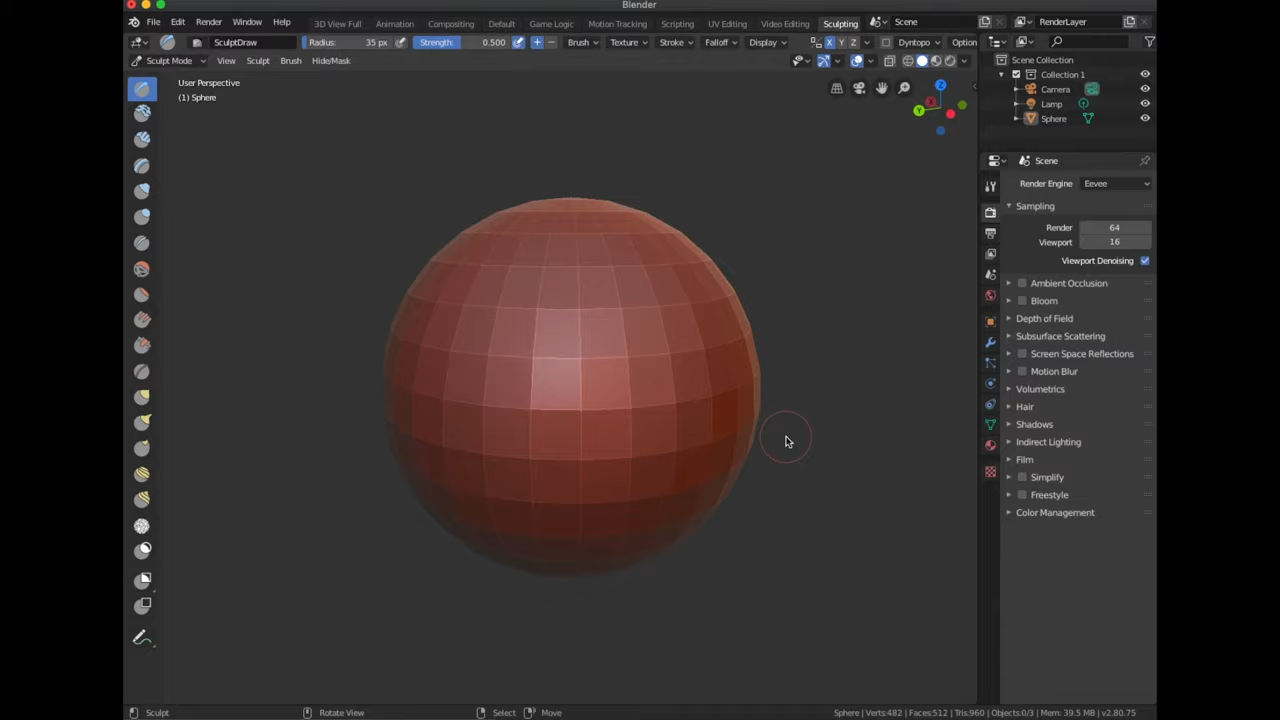 Blender
File Edit Render Window Help 3D View Full Animation Compositing Default Game Logic Motion Tracking Scripting UV Editing Video Editing Sculpting Scene RenderLayer
SculptDraw Radius: 35 px Strength: 0.500 Brush Texture Stroke Falloff Display X Y Z Dyntopo Option
Sculpt Mode View Sculpt Brush Hide/Mask
User Perspective
(1) Sphere
Z
Y
X
Scene Collection
Collection 1
Camera
Lamp
Sphere
Scene
Render Engine Eevee
Sampling
Render 64
Viewport 16
Viewport Denoising
Ambient Occlusion
Bloom
Depth of Field
Subsurface Scattering
Screen Space Reflections
Motion Blur
Volumetrics
Hair
Shadows
Indirect Lighting
Film
Simplify
Freestyle
Color Management
Sculpt Rotate View Select Move Sphere | Verts:482 | Faces:512 | Tris:960 | Objects:0/3 | Mem: 39.5 MB | v2.80.75